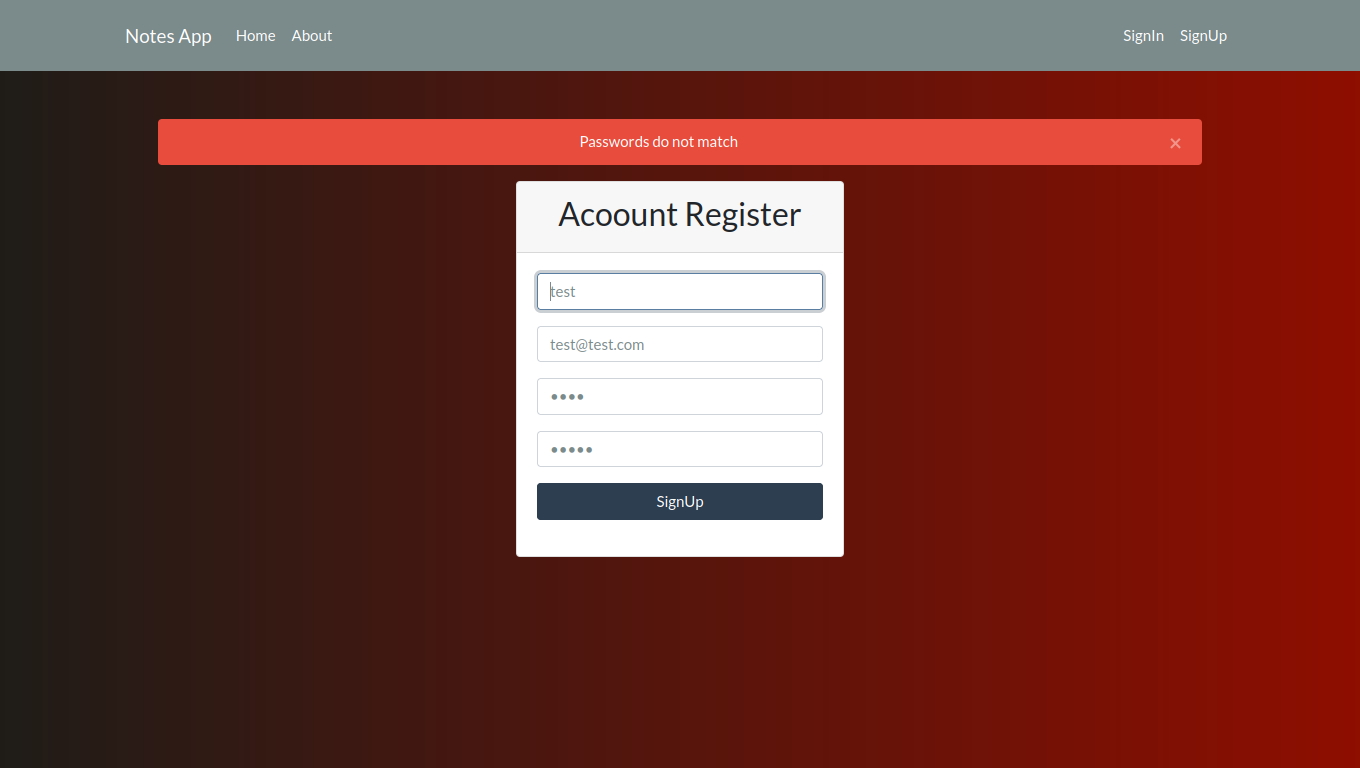 Notes App Home About SignIn SignUp
Passwords do not match ×
Acoount Register
test
test@test.com
••••
•••••
SignUp